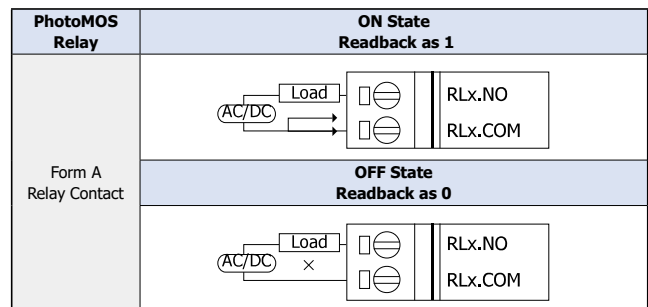 PhotoMOS
Relay
ON State
Readback as 1
Form A
Relay Contact
Load
AC/DC
RLx.NO
RLx.COM
OFF State
Readback as 0
Load
AC/DC
×
RLx.NO
RLx.COM